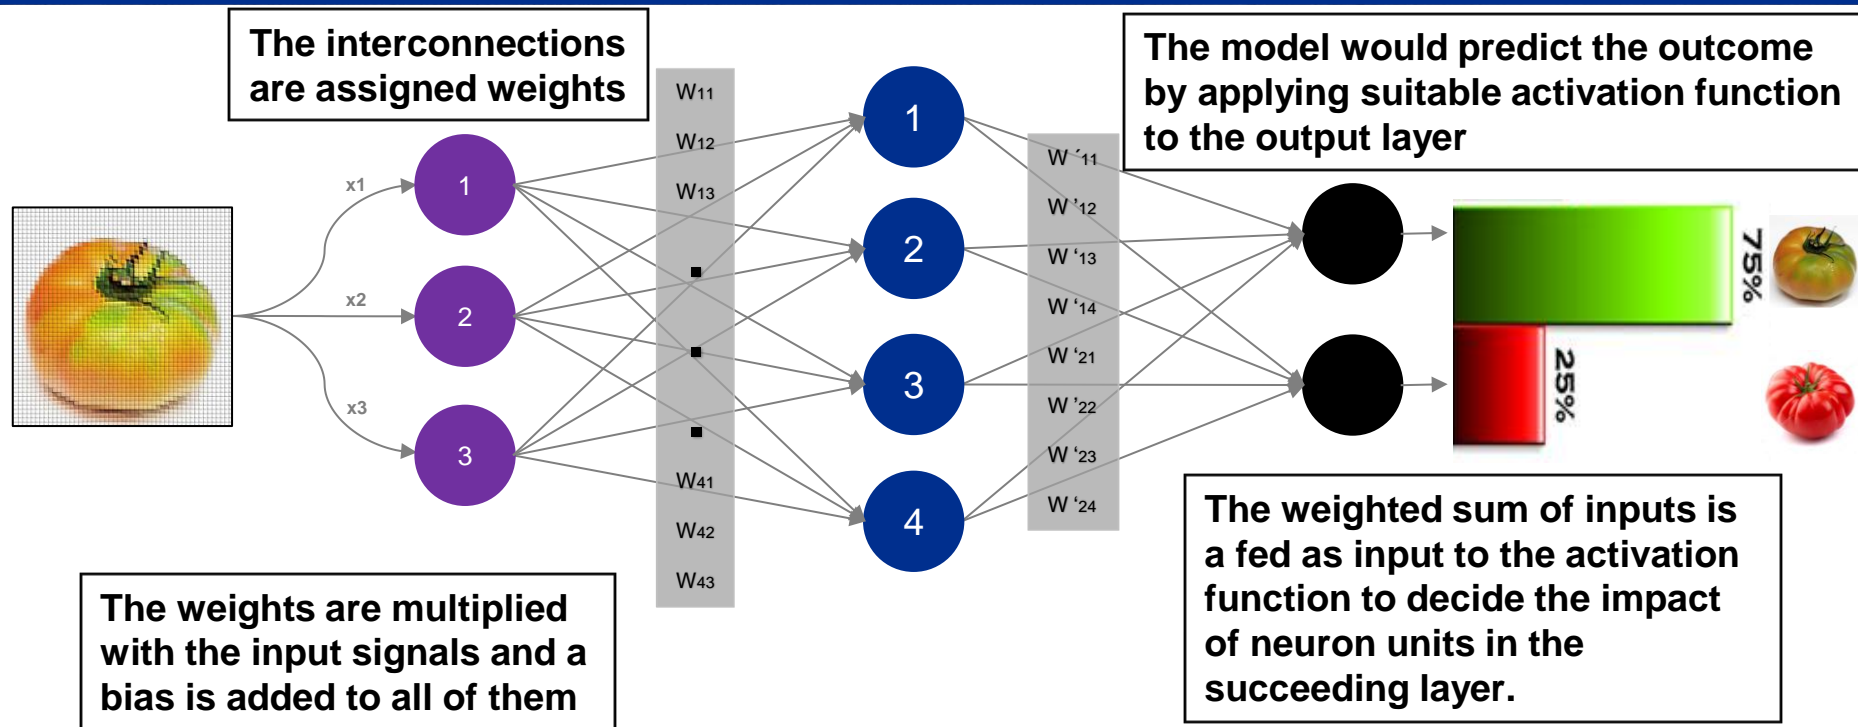 The interconnections
are assigned weights
The model would predict the outcome
by applying suitable activation function
to the output layer
x1
x2
x3
1
2
3
W11
W12
W13
W41
W42
W43
1
2
3
4
W ´11
W ’12
W ‘13
W ‘14
W ‘21
W ’22
W ‘23
W ‘24
75%
25%
The weights are multiplied
with the input signals and a
bias is added to all of them
The weighted sum of inputs is
a fed as input to the activation
function to decide the impact
of neuron units in the
succeeding layer.